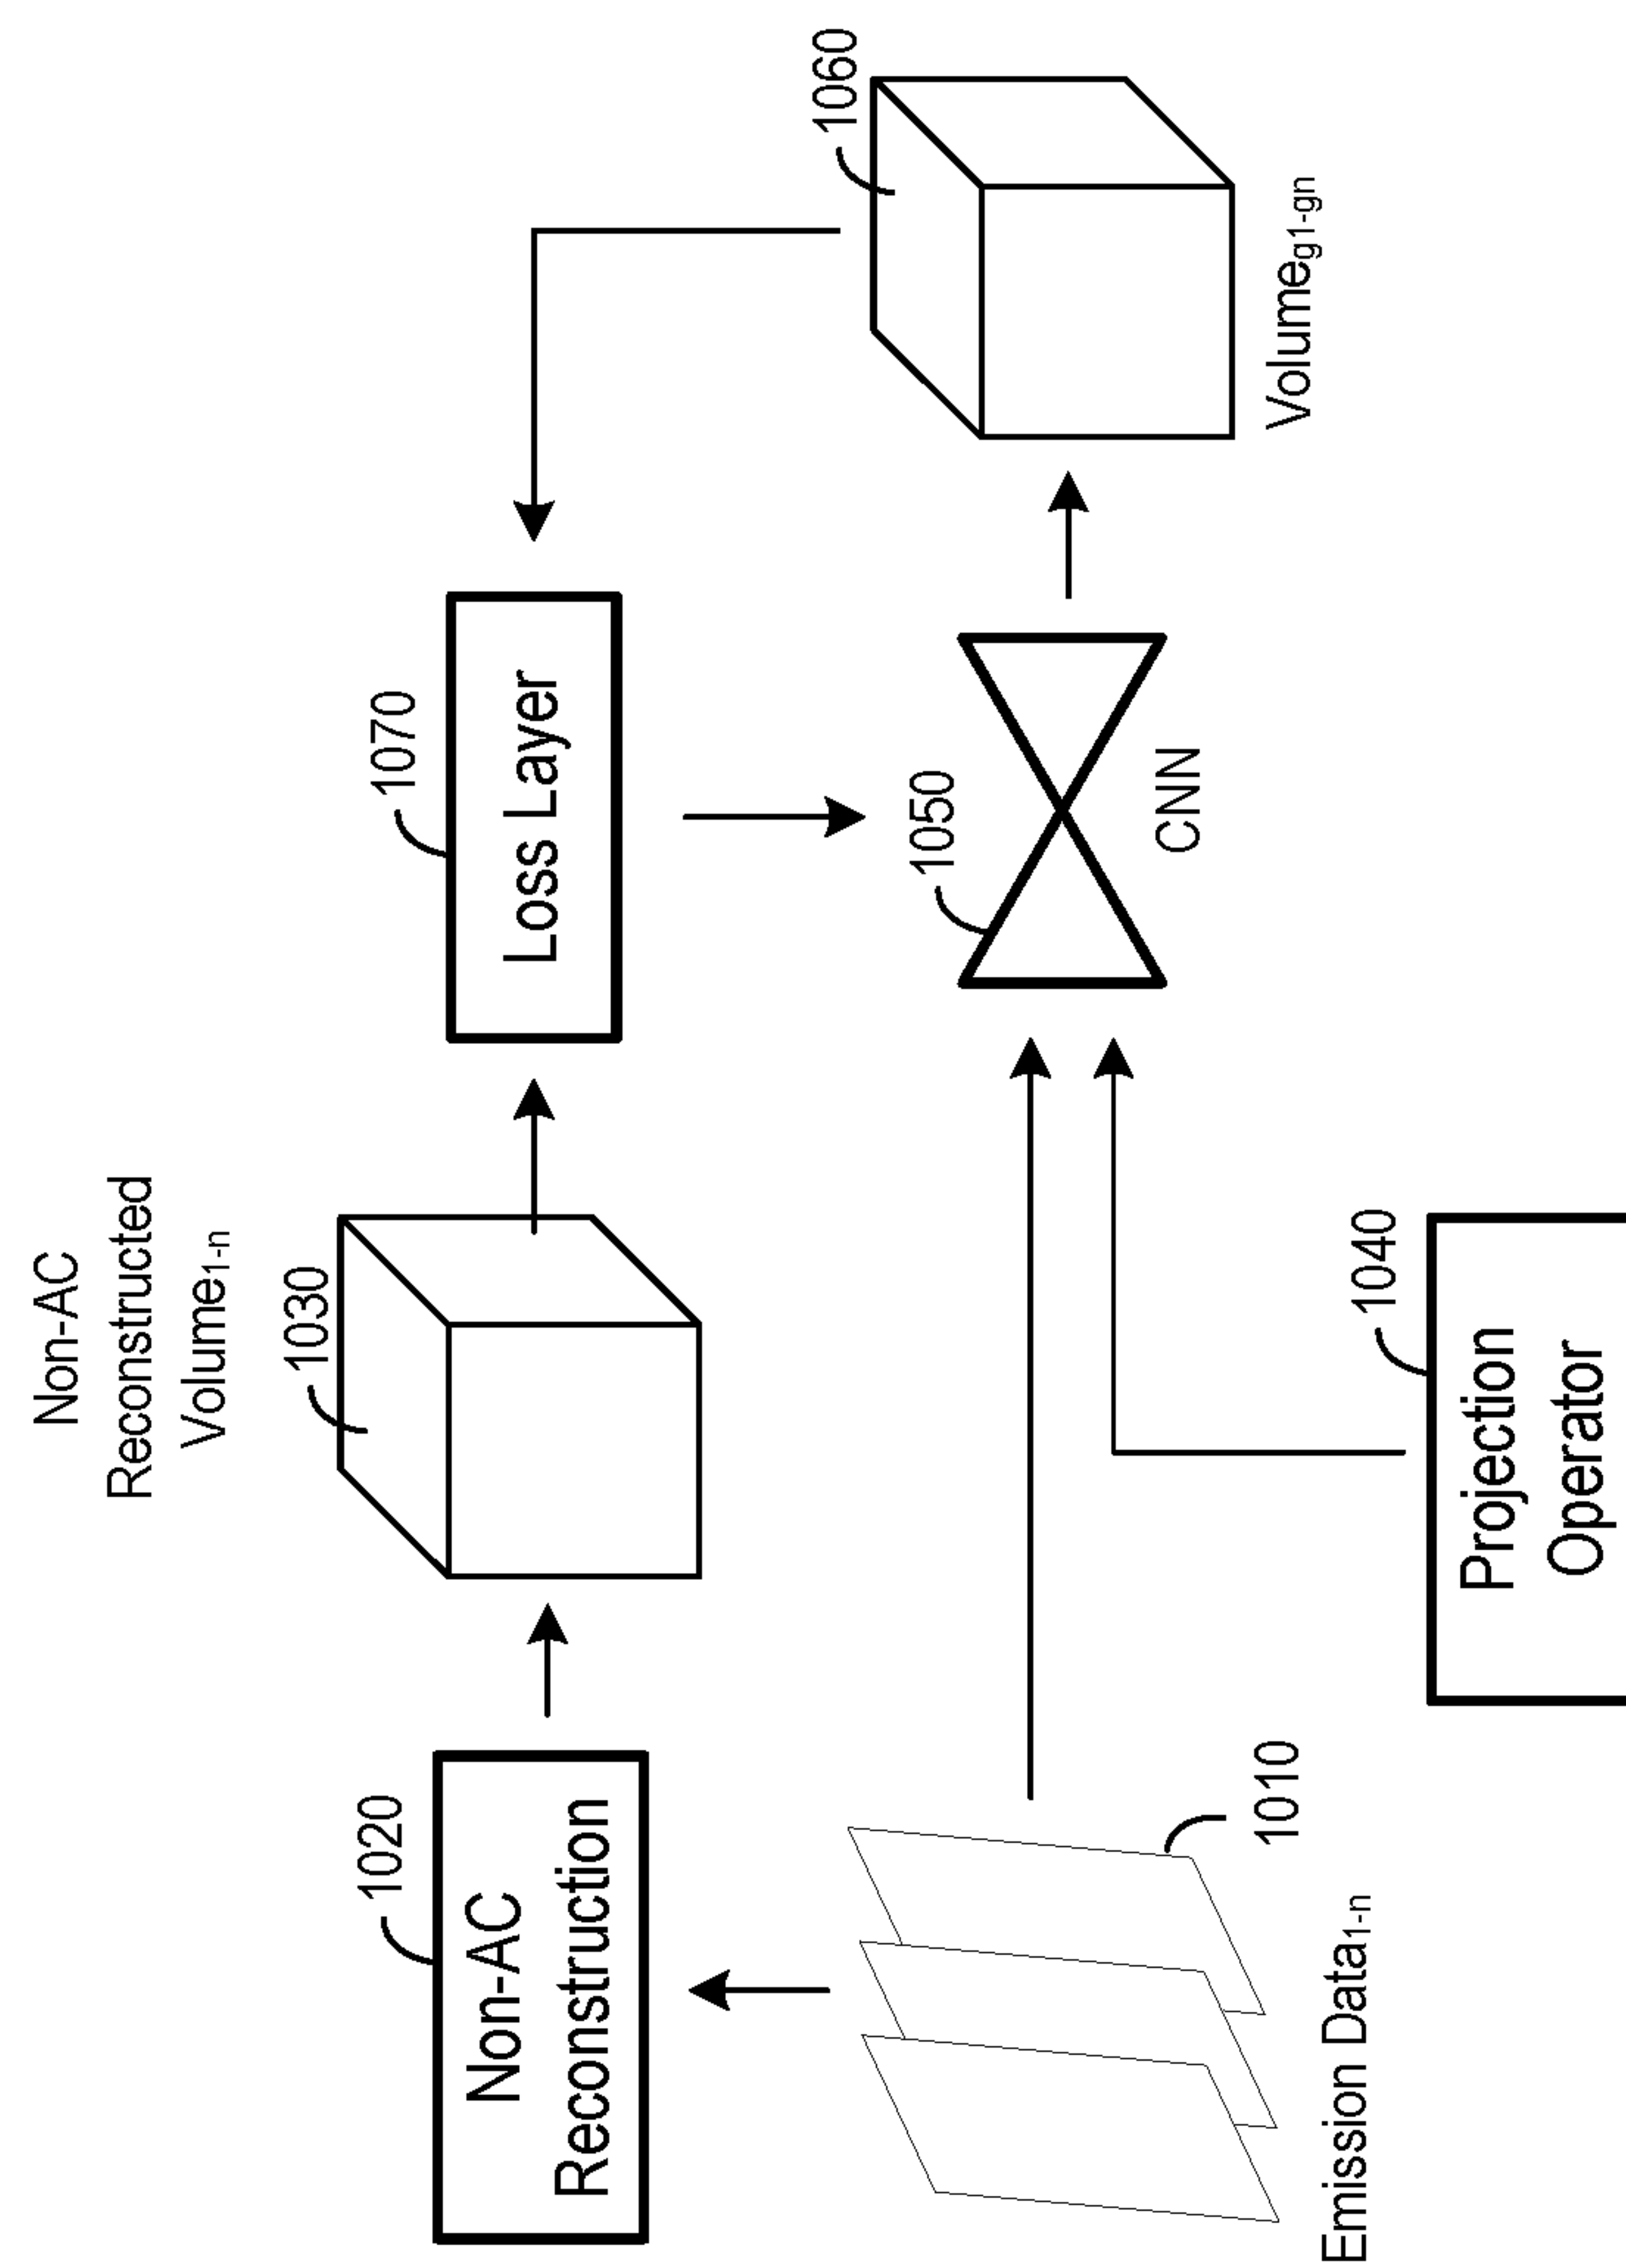 Non-AC
Reconstructed
Volume1-n
1020
1030
1070
Non-AC
Reconstruction
Loss Layer
1060
1050
CNN
Volumeg1-gn
1010
Emission Data1-n
1040
Projection
Operator